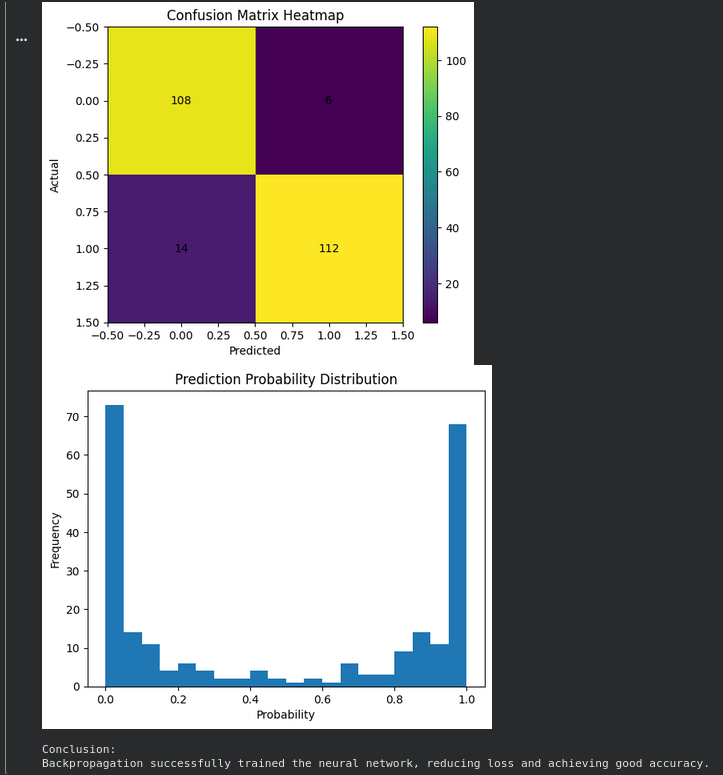 Confusion Matrix Heatmap
−0.50
−0.25
0.00
0.25
0.50
0.75
1.00
1.25
1.50
Actual
108
6
14
112
100
80
60
40
20
−0.50 −0.25 0.00 0.25 0.50 0.75 1.00 1.25 1.50
Predicted
Prediction Probability Distribution
70
60
50
40
30
20
10
0
Frequency
0.0 0.2 0.4 0.6 0.8 1.0
Probability
Conclusion:
Backpropagation successfully trained the neural network, reducing loss and achieving good accuracy.